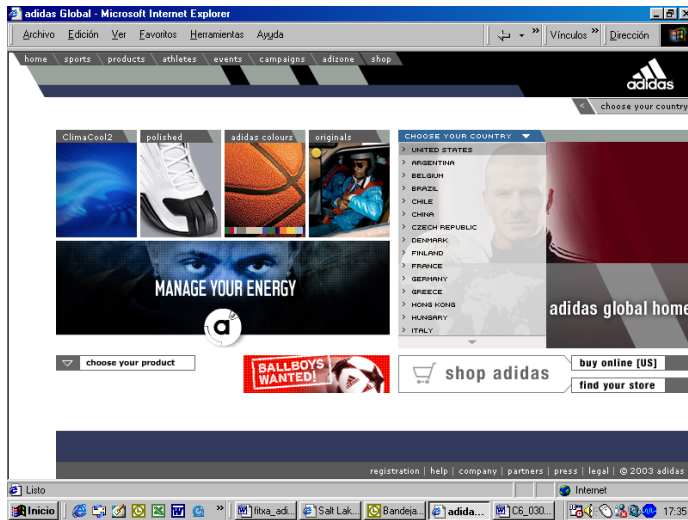 adidas Global - Microsoft Internet Explorer
Archivo Edición Ver Favoritos Herramientas Ayuda » Vínculos » Dirección
home sports products athletes events campaigns adizone shop
adidas
< choose your country
ClimaCool2 polished adidas colours originals
CHOOSE YOUR COUNTRY
> UNITED STATES
> ARGENTINA
> BELGIUM
> BRAZIL
> CHILE
> CHINA
> CZECH REPUBLIC
> DENMARK
> FINLAND
> FRANCE
> GERMANY
> GREECE
> HONG KONG
> HUNGARY
> ITALY
MANAGE YOUR ENERGY
a
adidas global home
choose your product
BALLBOYS
WANTED!
shop adidas
buy online [US]
find your store
registration | help | company | partners | press | legal | © 2003 adidas
Listo Internet
Inicio » fitxa_adi... Salt Lak... Bandeja... adida... C6_030... 17:35